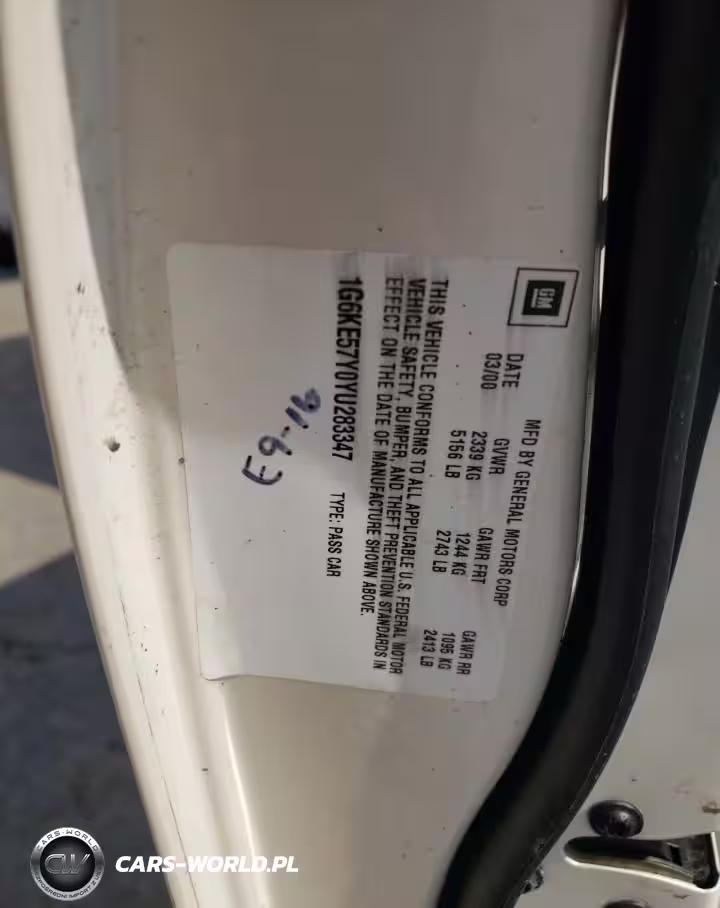 GM
MFD BY GENERAL MOTORS CORP
DATE GVWR GAWR FRT GAWR RR
03/00 2339 KG 1244 KG 1095 KG
5156 LB 2743 LB 2413 LB
THIS VEHICLE CONFORMS TO ALL APPLICABLE U.S. FEDERAL MOTOR
VEHICLE SAFETY, BUMPER, AND THEFT PREVENTION STANDARDS IN
EFFECT ON THE DATE OF MANUFACTURE SHOWN ABOVE.
1G6KE57Y0YU283347 TYPE: PASS CAR
CARS-WORLD
CW
CARS-WORLD.PL